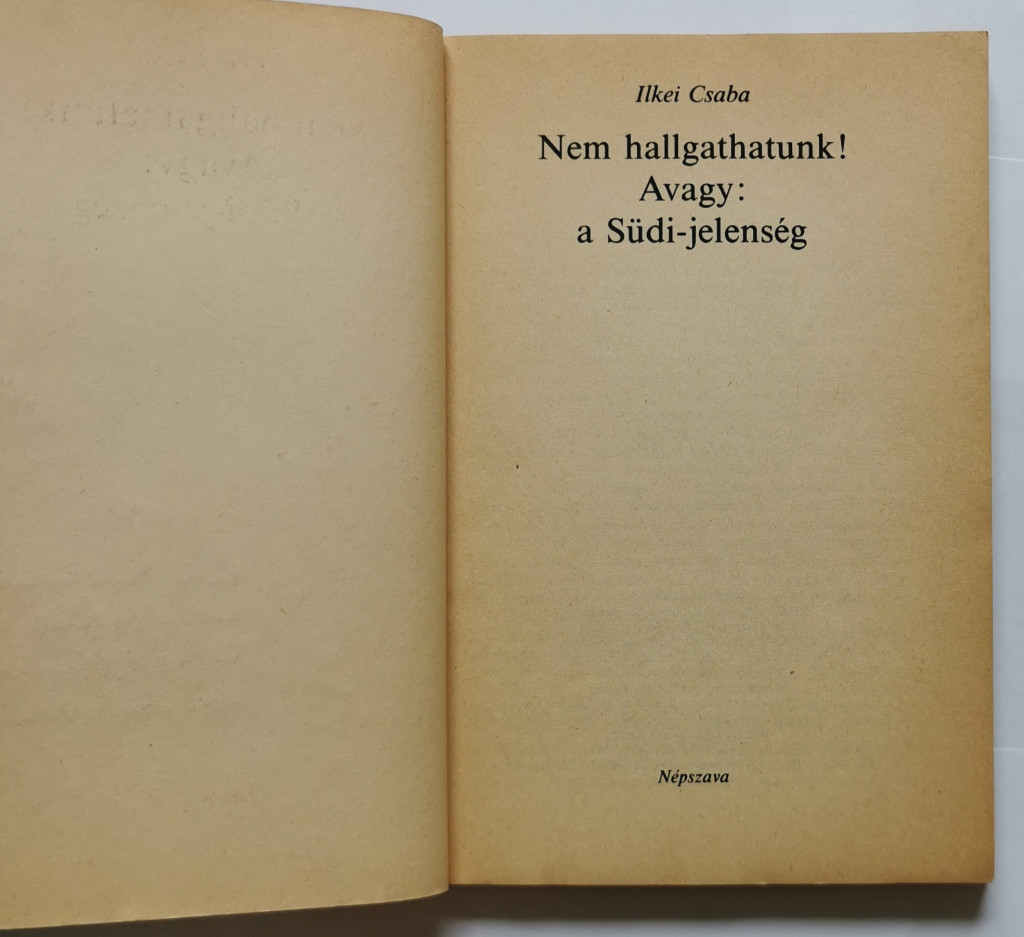 Ilkei Csaba
Nem hallgathatunk!
Avagy:
a Südi-jelenség
Népszava